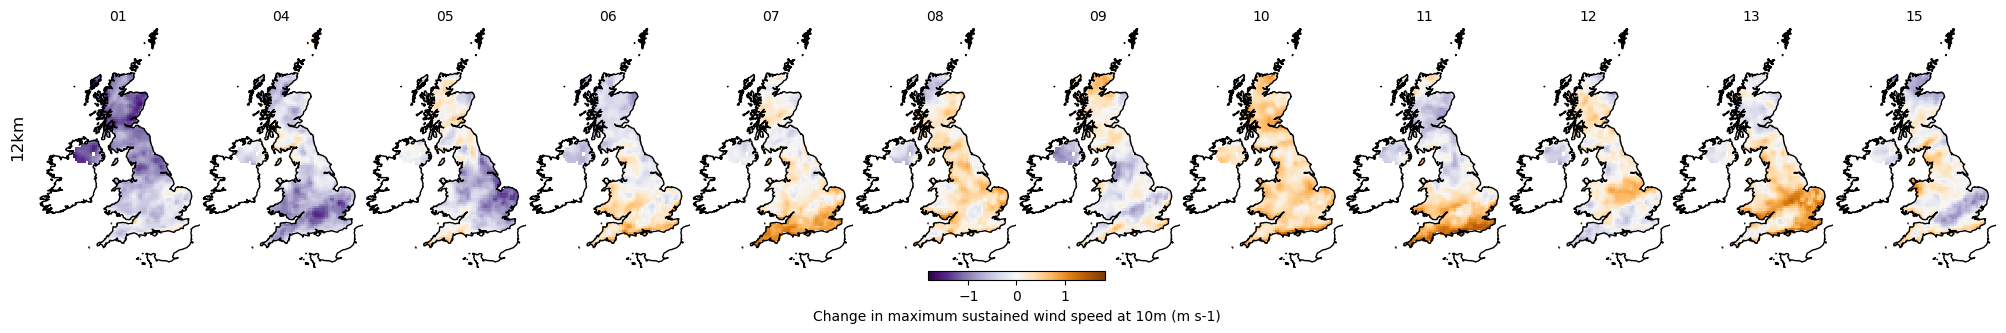 01 04 05 06 07 08 09 10 11 12 13 15
12km
−1 0 1
Change in maximum sustained wind speed at 10m (m s-1)